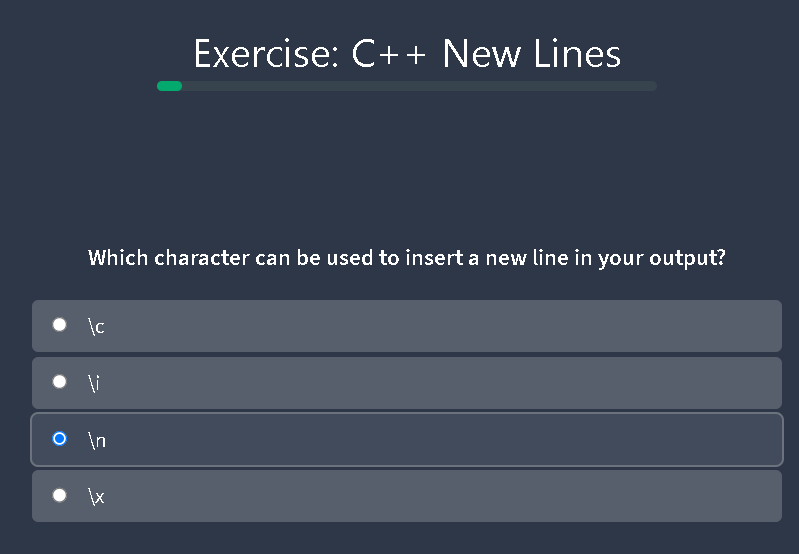 Exercise: C++ New Lines
Which character can be used to insert a new line in your output?
\c
\i
\n
\x